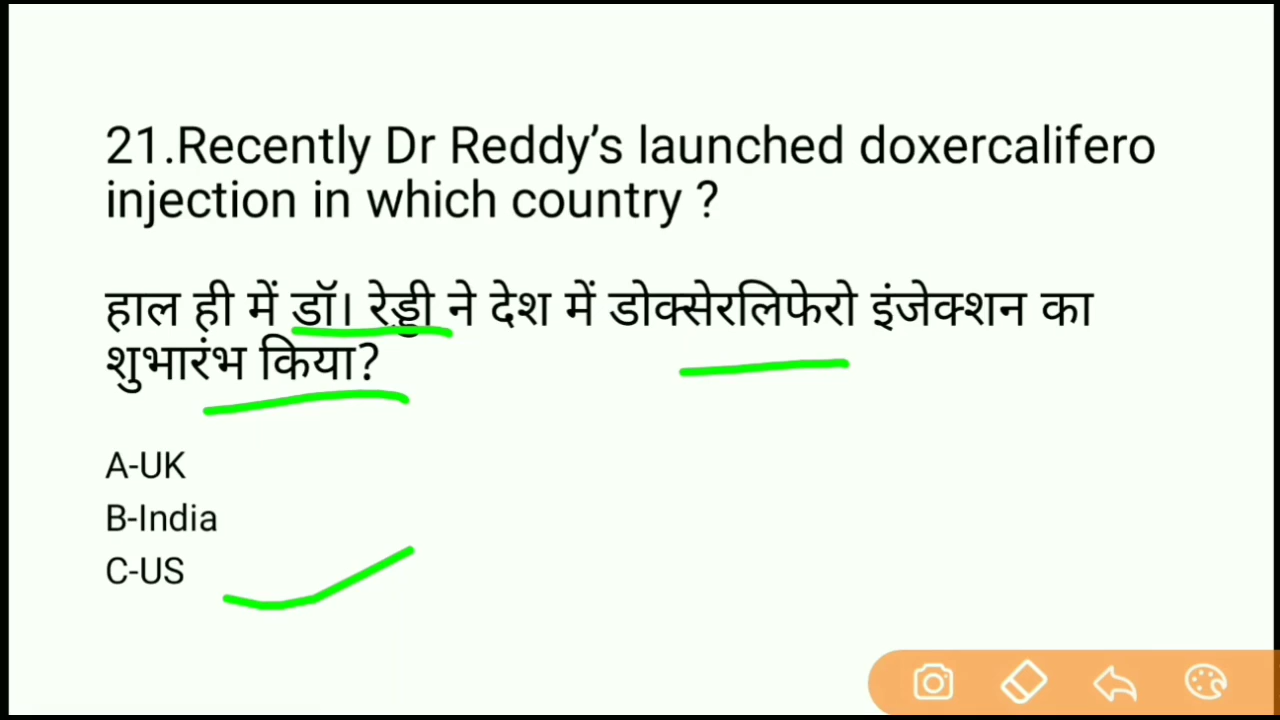 21.Recently Dr Reddy’s launched doxercalifero
injection in which country ?
हाल ही में डॉ। रेड्डी ने देश में डोक्सेरलिफेरो इंजेक्शन का
शुभारंभ किया?
A-UK
B-India
C-US